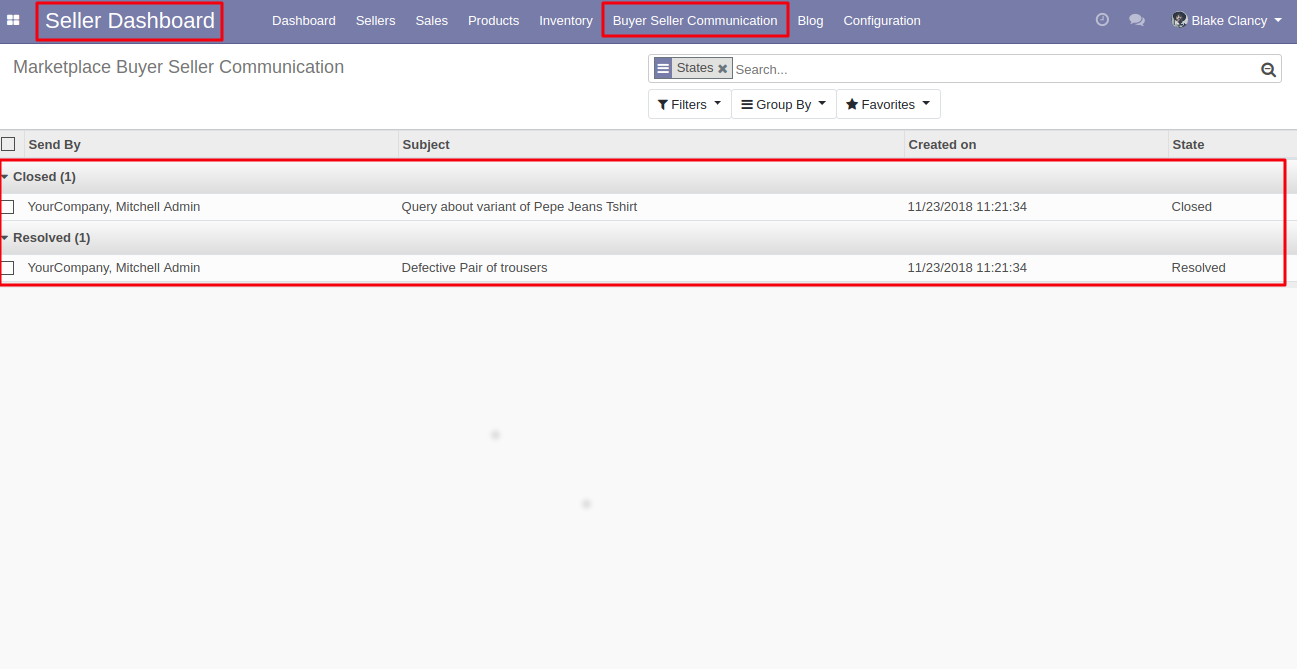 Seller Dashboard Dashboard Sellers Sales Products Inventory Buyer Seller Communication Blog Configuration Blake Clancy
Marketplace Buyer Seller Communication
States Search...
Filters Group By Favorites
Send By Subject Created on State
Closed (1)
YourCompany, Mitchell Admin Query about variant of Pepe Jeans Tshirt 11/23/2018 11:21:34 Closed
Resolved (1)
YourCompany, Mitchell Admin Defective Pair of trousers 11/23/2018 11:21:34 Resolved